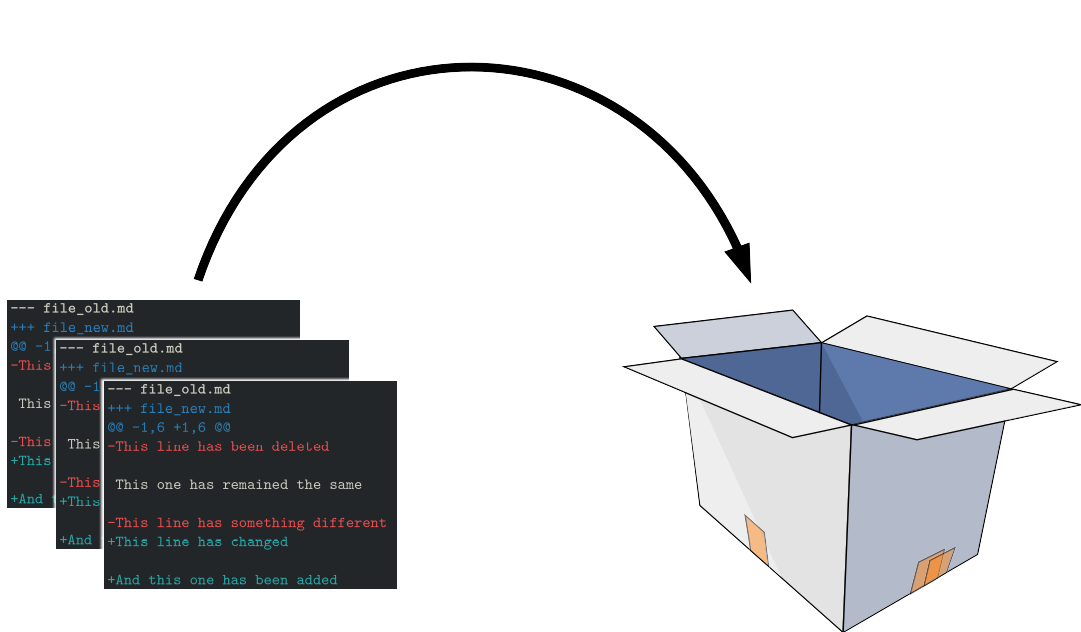 --- file_old.md
+++ file_new.md
@@ -1
-This
 This
-This
+This
+And
--- file_old.md
+++ file_new.md
@@ -1
-This
 This
-This
+This
+And
--- file_old.md
+++ file_new.md
@@ -1,6 +1,6 @@
-This line has been deleted
 This one has remained the same
-This line has something different
+This line has changed
+And this one has been added